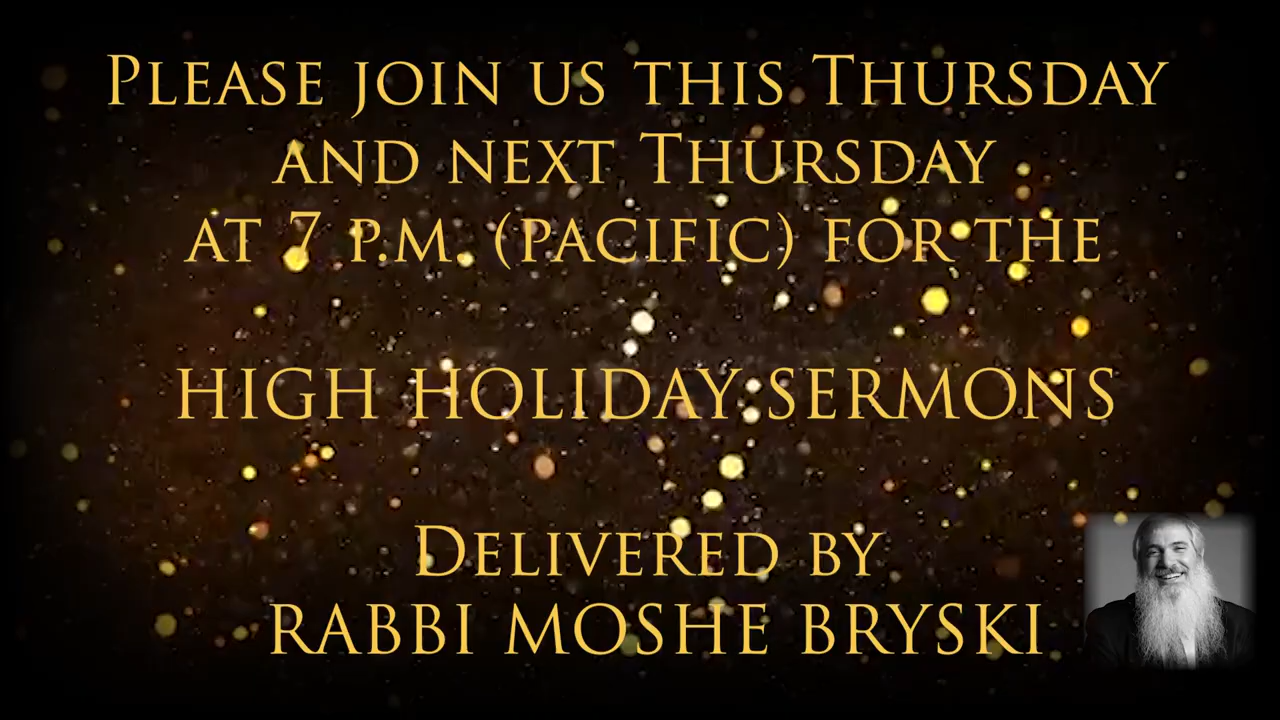 Please join us this Thursday
and next Thursday
at 7 p.m. (pacific) for the
HIGH HOLIDAY SERMONS
Delivered by
RABBI MOSHE BRYSKI